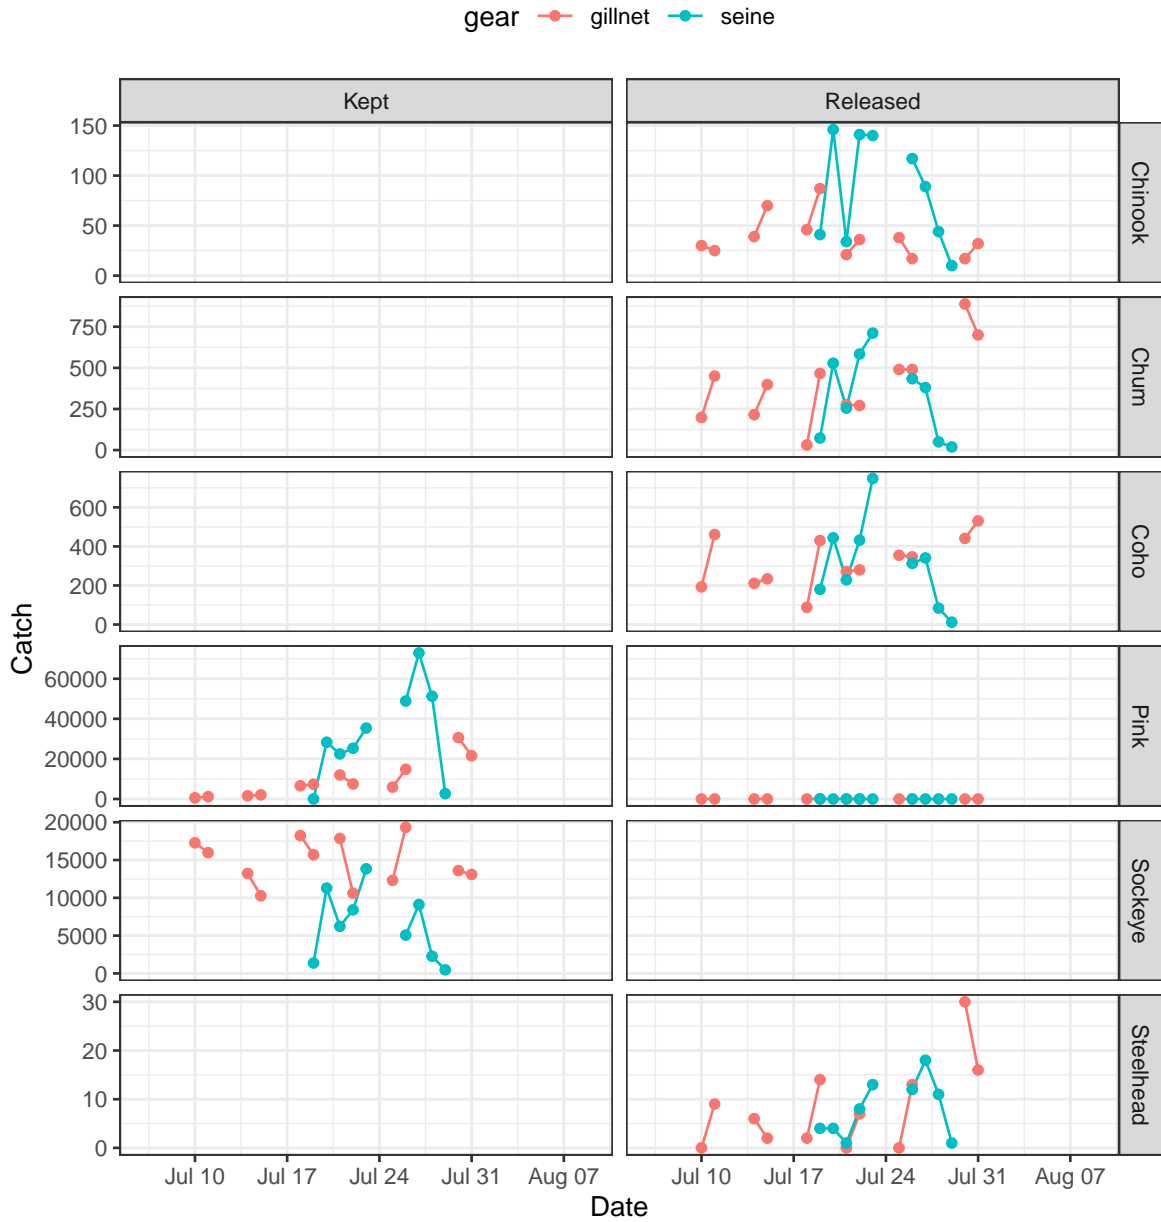 gear gillnet seine
Kept Released
150
100
50
0
Chinook
750
500
250
0
Chum
600
400
200
0
Coho
Catch
60000
40000
20000
0
Pink
20000
15000
10000
5000
0
Sockeye
30
20
10
0
Steelhead
Jul 10 Jul 17 Jul 24 Jul 31 Aug 07 Jul 10 Jul 17 Jul 24 Jul 31 Aug 07
Date